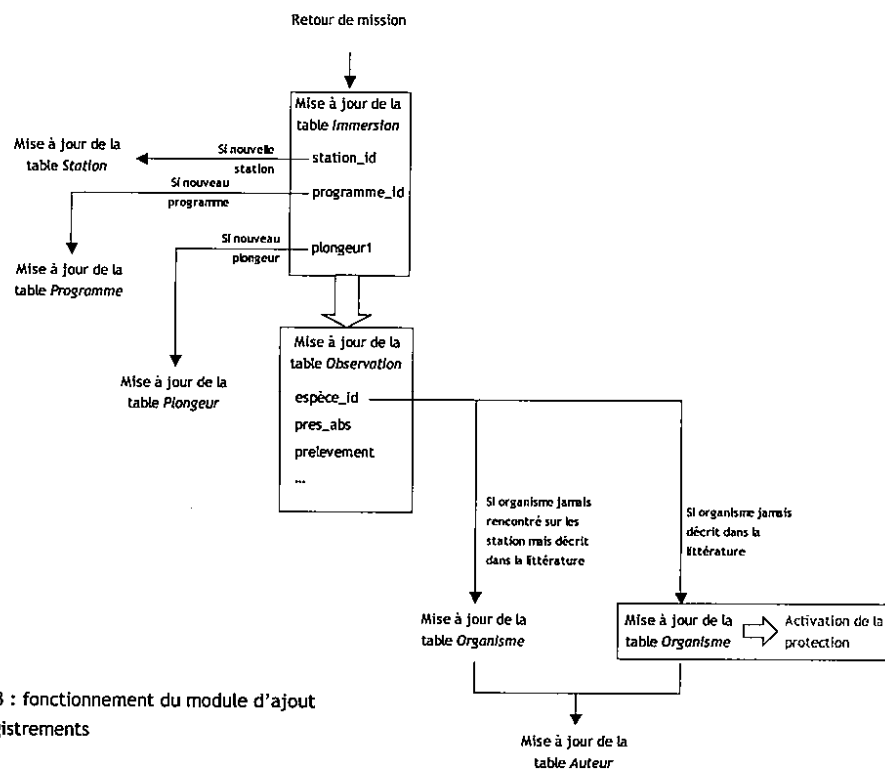 Retour de mission
Mise à jour de la
table Immersion
station_id
programme_id
plongeur1
Si nouvelle
station
Mise à jour de la
table Station
Si nouveau
programme
Mise à jour de la
table Programme
Si nouveau
plongeur
Mise à jour de la
table Plongeur
Mise à jour de la
table Observation
espèce_id
pres_abs
prelevement
...
Si organisme jamais
rencontré sur les
station mais décrit
dans la littérature
Si organisme jamais
décrit dans la
littérature
Mise à jour de la
table Organisme
Mise à jour de la
table Organisme
Activation de la
protection
Mise à jour de la
table Auteur
: fonctionnement du module d'ajout
gistrements